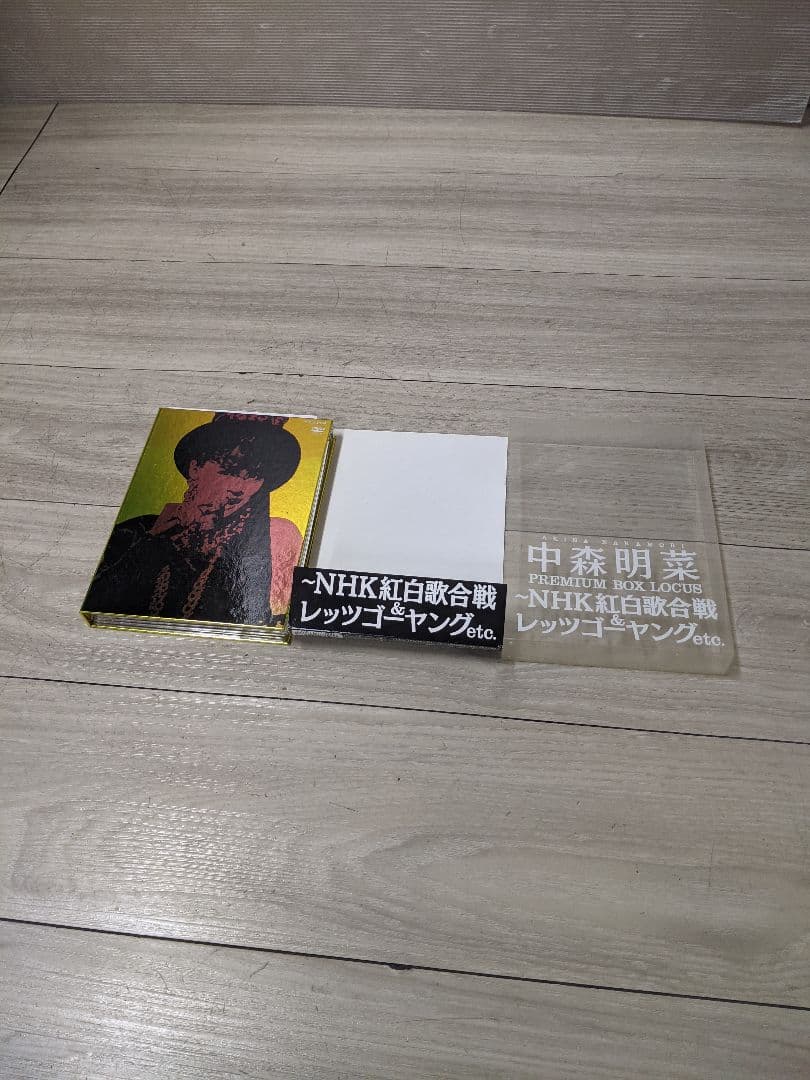 ~NHK紅白歌合戦
&
レッツゴーヤングetc.
AKINA NAKAMORI
中森明菜
PREMIUM BOX LOCUS
~NHK紅白歌合戦
&
レッツゴーヤングetc.